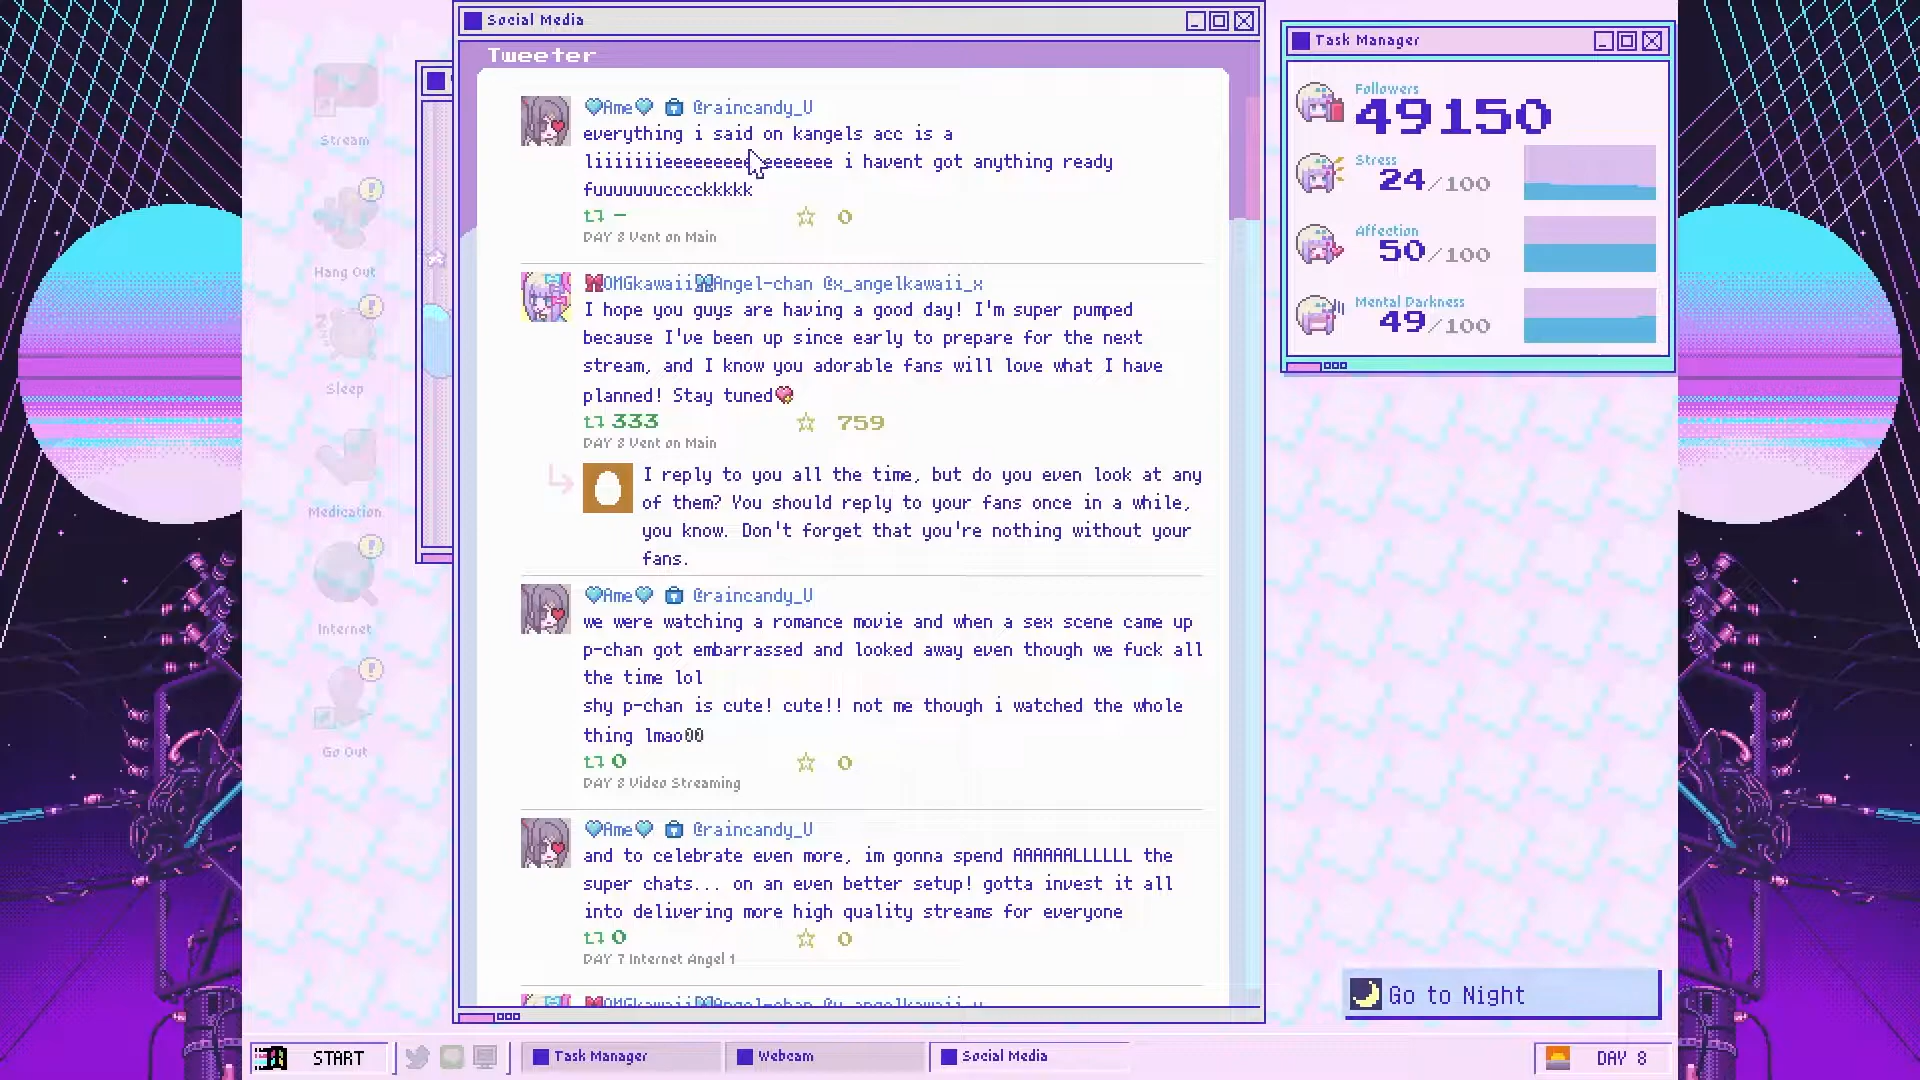 Social Media
Tweeter
Ame @raincandy_U
everything i said on kangels acc is a
fuuuuuuucccckkkkk
–
0
DAY 8 Vent on Main
OMGkawaiiAngel-chan @x_angelkawaii_x
I hope you guys are having a good day! I'm super pumped
because I've been up since early to prepare for the next
stream, and I know you adorable fans will love what I have
planned! Stay tuned
333
759
DAY 8 Vent on Main
I reply to you all the time, but do you even look at any
of them? You should reply to your fans once in a while,
you know. Don't forget that you're nothing without your
fans.
Ame @raincandy_U
we were watching a romance movie and when a sex scene came up
p-chan got embarrassed and looked away even though we fuck all
the time lol
shy p-chan is cute! cute!! not me though i watched the whole
thing lmao
0
0
DAY 8 Video Streaming
Ame @raincandy_U
and to celebrate even more, im gonna spend AAAAAALLLLLL the
super chats... on an even better setup! gotta invest it all
into delivering more high quality streams for everyone
0
0
DAY 7 Internet Angel 1
OMGkawaiiAngel-chan @x_angelkawaii_x
Stream
Hang Out
Sleep
Medication
Internet
Go Out
Task Manager
Followers
49150
Stress
24/100
Affection
50/100
Mental Darkness
49/100
Go to Night
START
Task Manager
Webcam
Social Media
DAY 8